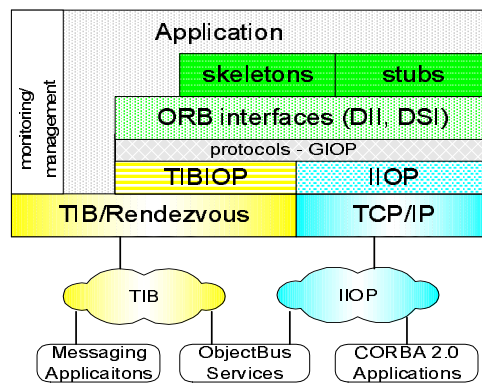 Application
monitoring/
management
skeletons
stubs
ORB interfaces (DII, DSI)
protocols - GIOP
TIBIOP
IIOP
TIB/Rendezvous
TCP/IP
TIB
IIOP
Messaging
Applicaitons
ObjectBus
Services
CORBA 2.0
Applications